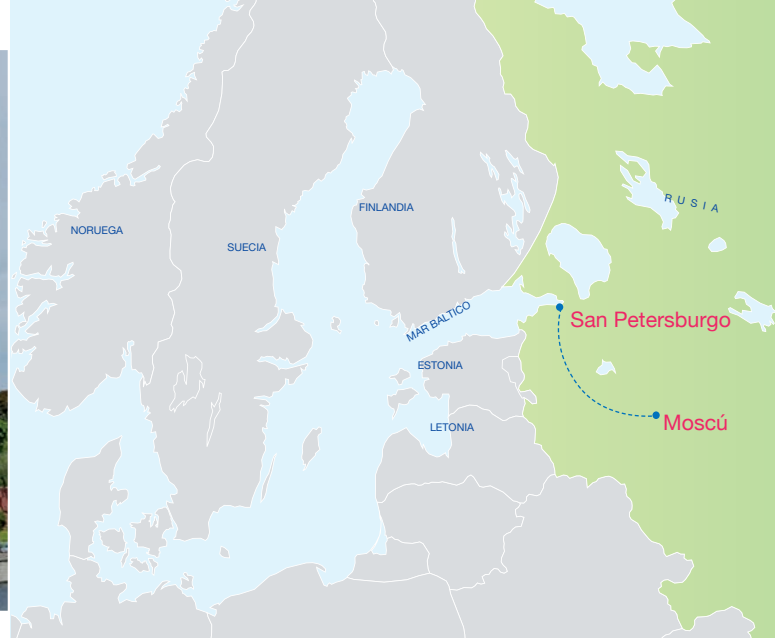 RUSIA
FINLANDIA
NORUEGA
SUECIA
MAR BALTICO
San Petersburgo
ESTONIA
Moscú
LETONIA